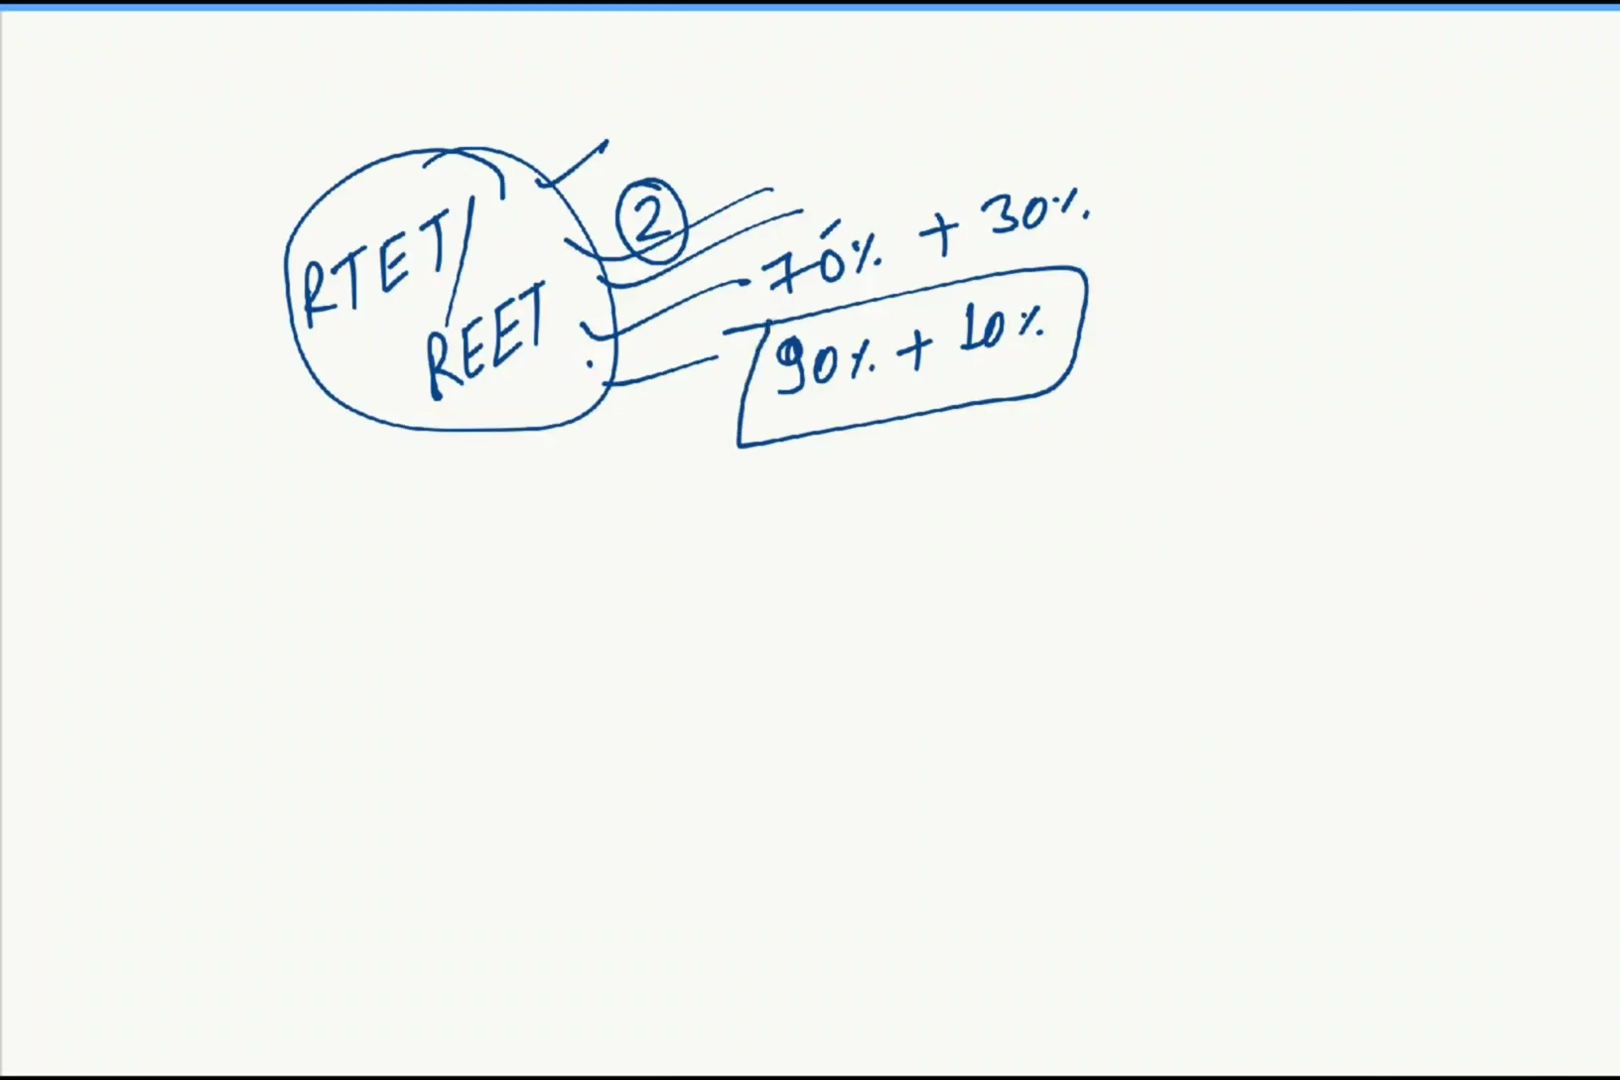 RTET/
REET
2
70% + 30%.
90% + 10%